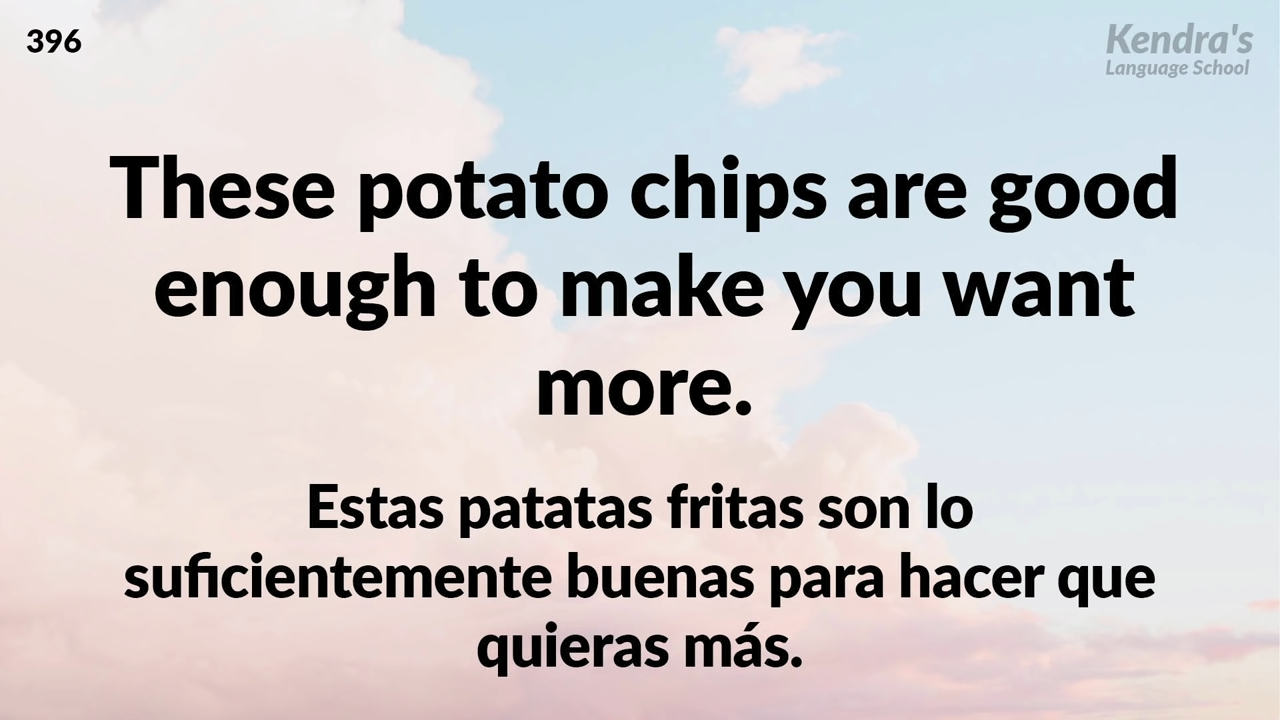 396
Kendra's
Language School
These potato chips are good
enough to make you want
more.
Estas patatas fritas son lo
suficientemente buenas para hacer que
quieras más.